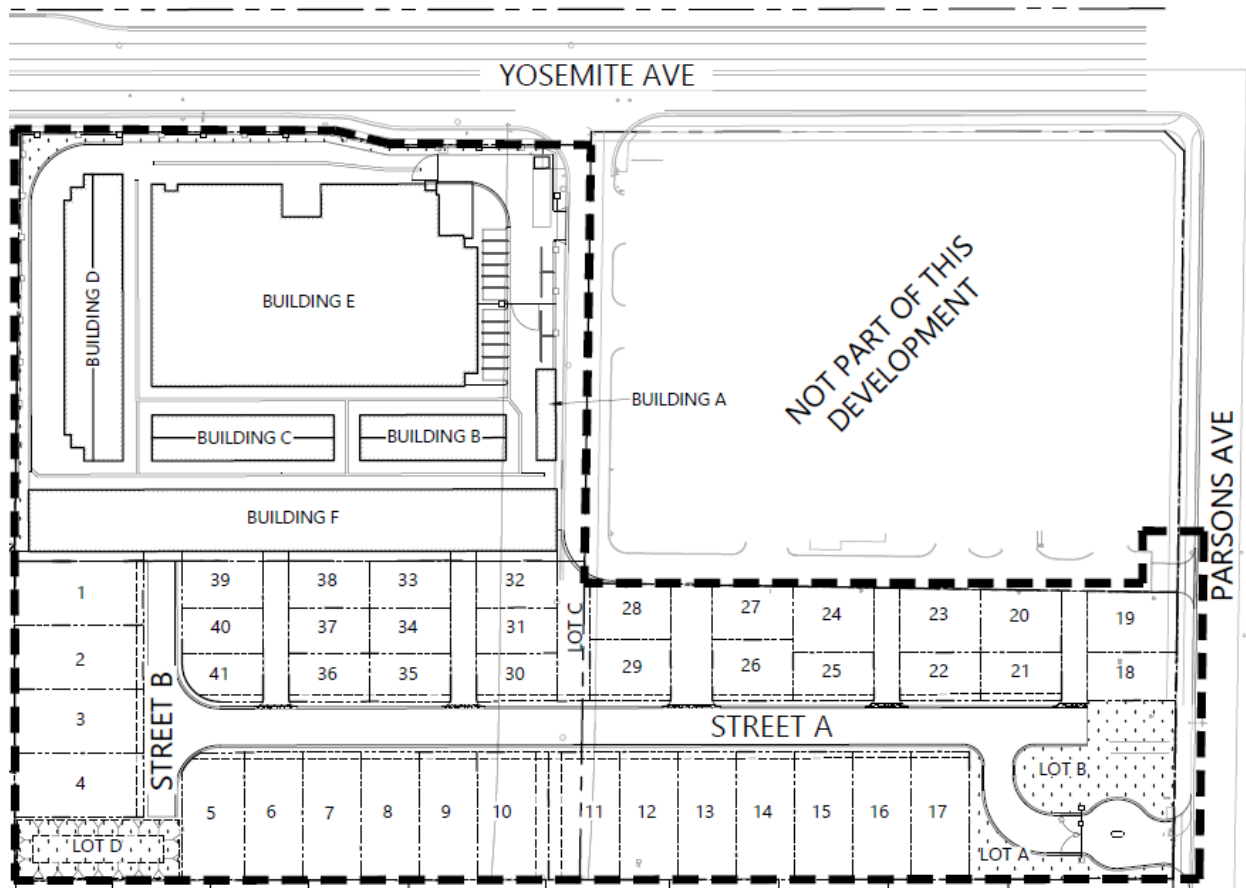 YOSEMITE AVE
BUILDING D
BUILDING E
NOT PART OF THIS
DEVELOPMENT
BUILDING A
BUILDING C
BUILDING B
PARSONS AVE
BUILDING F
1
39
38
33
32
28
27
24
23
20
19
40
37
34
31
LOT C
2
41
36
35
30
29
26
25
22
21
18
3
STREET B
STREET A
4
LOT B
5
6
7
8
9
10
11
12
13
14
15
16
17
LOT D
LOT A